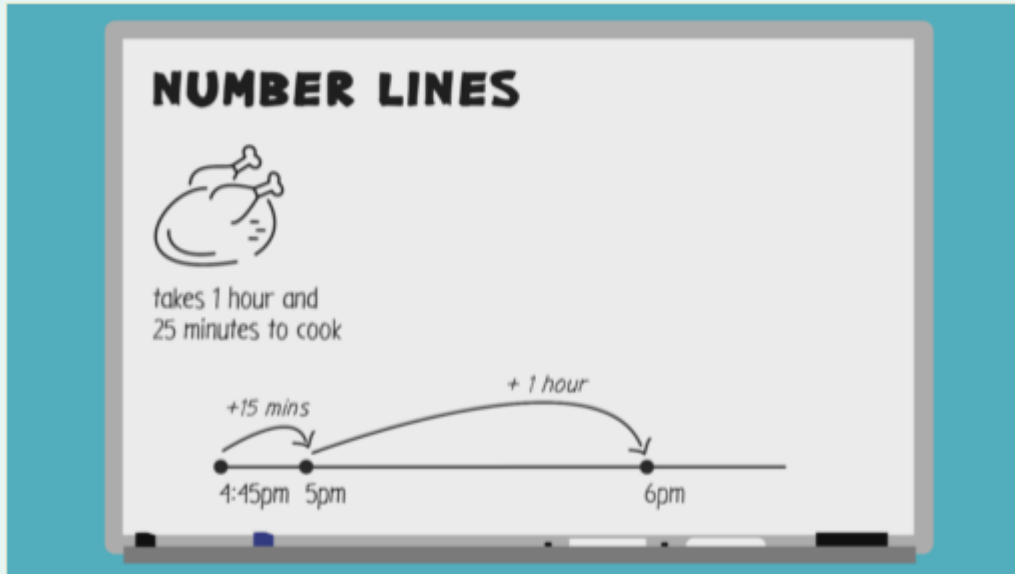 NUMBER LINES
takes 1 hour and
25 minutes to cook
+ 1 hour
+15 mins
4:45pm 5pm 6pm